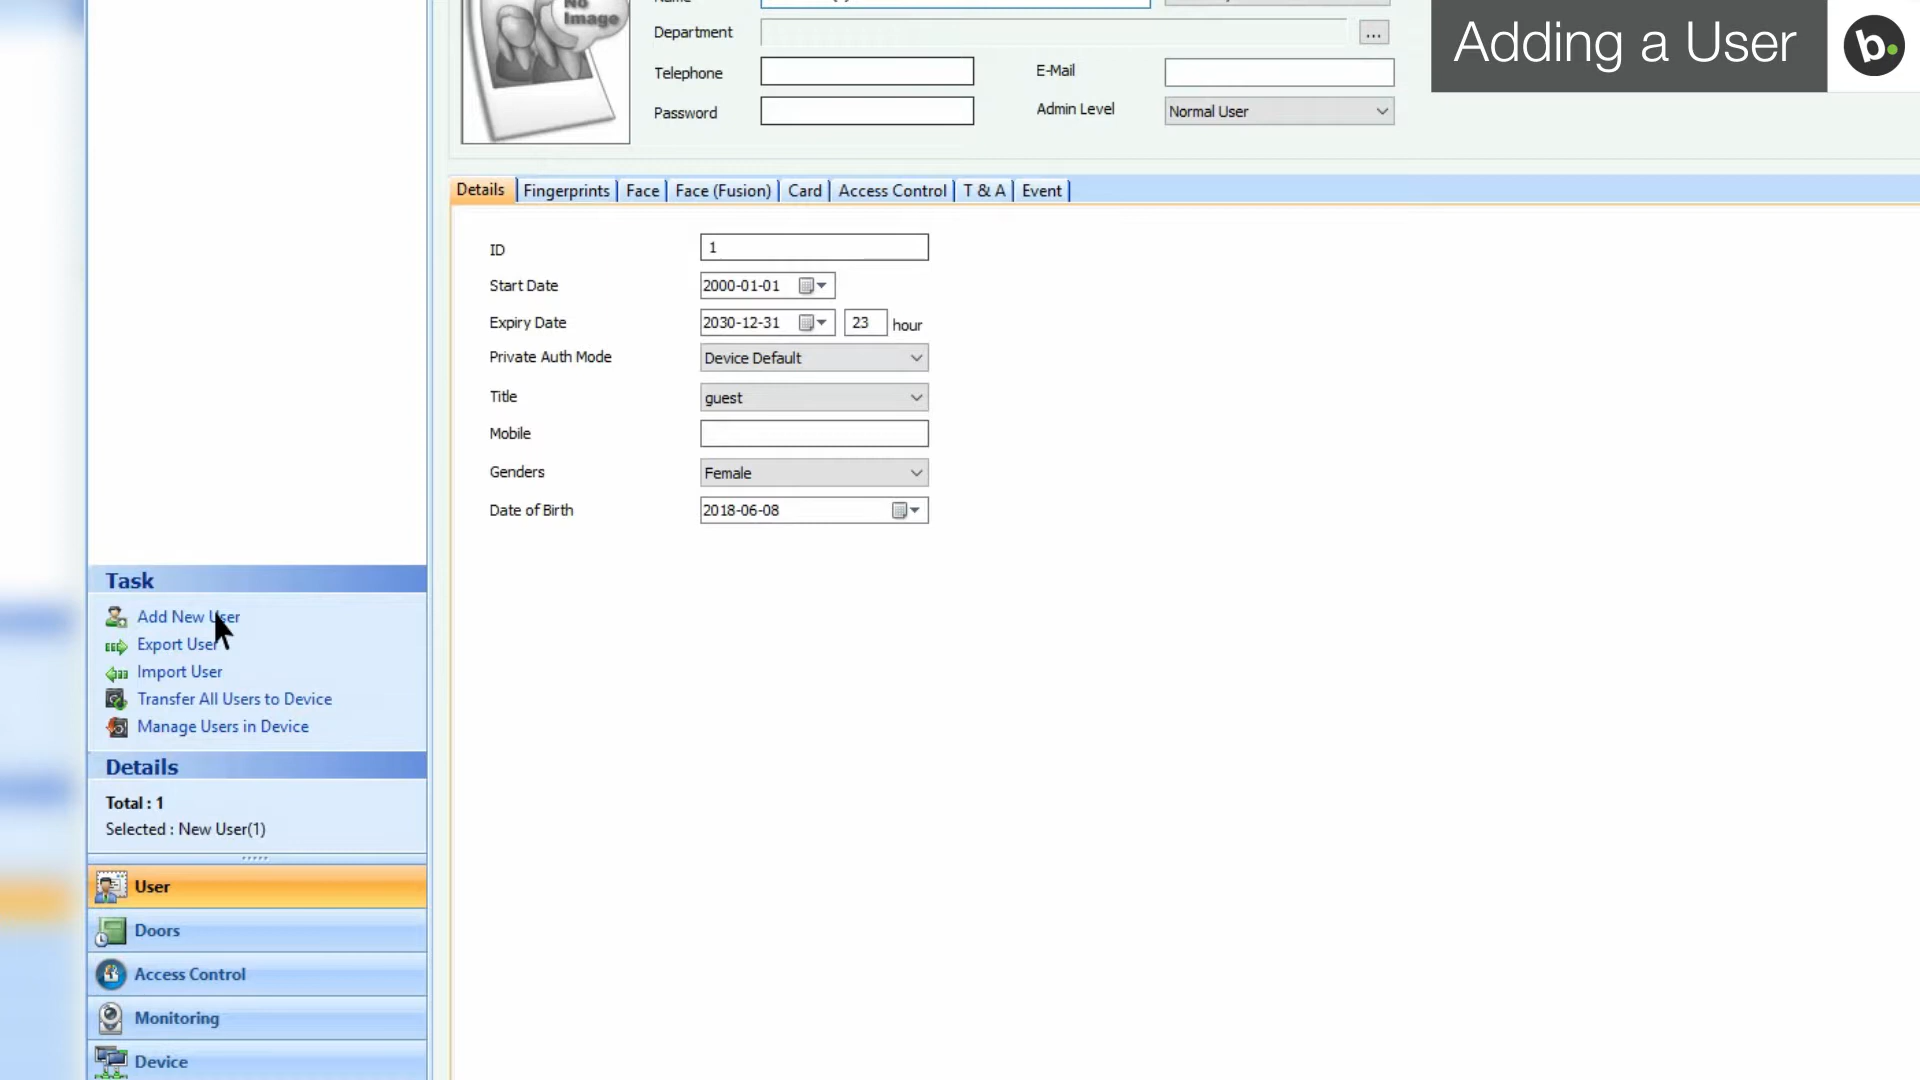 No
Image
Adding a User
b.
Department
...
Telephone
E-Mail
Password
Admin Level
Normal User
Details
Fingerprints
Face
Face (Fusion)
Card
Access Control
T & A
Event
ID
1
Start Date
2000-01-01
Expiry Date
2030-12-31
23
hour
Private Auth Mode
Device Default
Title
guest
Mobile
Genders
Female
Date of Birth
2018-06-08
Task
Add New User
Export User
Import User
Transfer All Users to Device
Manage Users in Device
Details
Total : 1
Selected : New User(1)
User
Doors
Access Control
Monitoring
Device